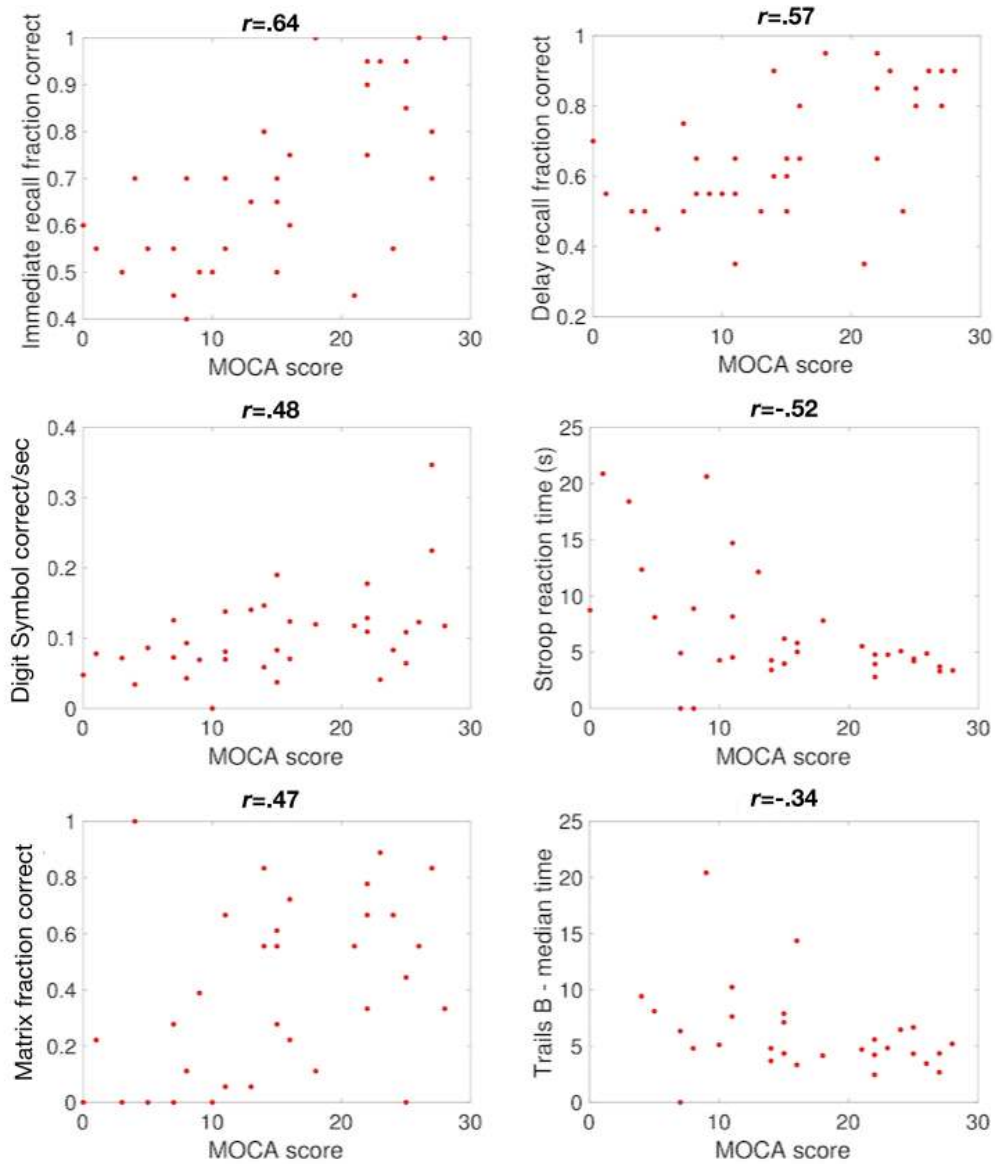 r=.64
Immediate recall fraction correct
1
0.9
0.8
0.7
0.6
0.5
0.4
0 10 20 30
MOCA score
r=.57
Delay recall fraction correct
1
0.8
0.6
0.4
0.2
0 10 20 30
MOCA score
r=.48
Digit Symbol correct/sec
0.4
0.3
0.2
0.1
0
0 10 20 30
MOCA score
r=-.52
Stroop reaction time (s)
25
20
15
10
5
0
0 10 20 30
MOCA score
r=.47
Matrix fraction correct
1
0.8
0.6
0.4
0.2
0
0 10 20 30
MOCA score
r=-.34
Trails B - median time
25
20
15
10
5
0
0 10 20 30
MOCA score